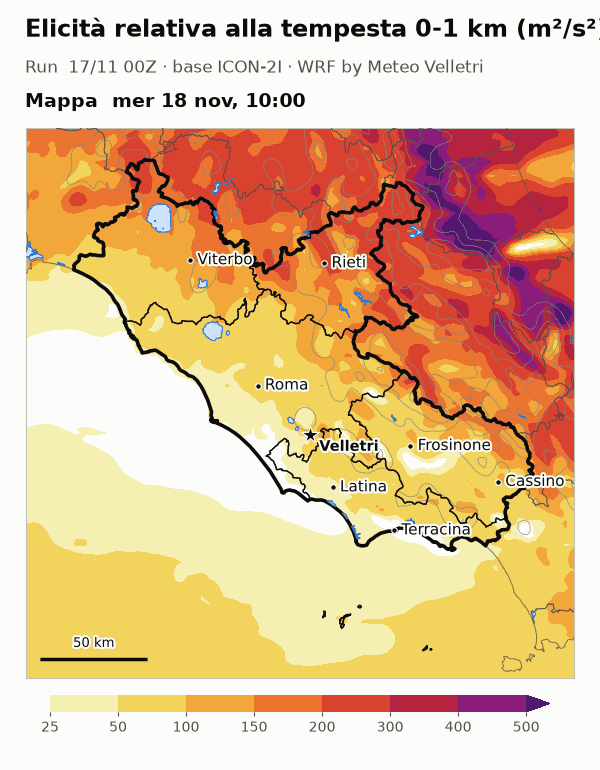 Elicità relativa alla tempesta 0-1 km (m²/s²)
Run 17/11 00Z · base ICON-2I · WRF by Meteo Velletri
Mappa mer 18 nov, 10:00
Viterbo
Rieti
Roma
Velletri
Frosinone
Latina
Cassino
Terracina
50 km
25 50 100 150 200 300 400 500